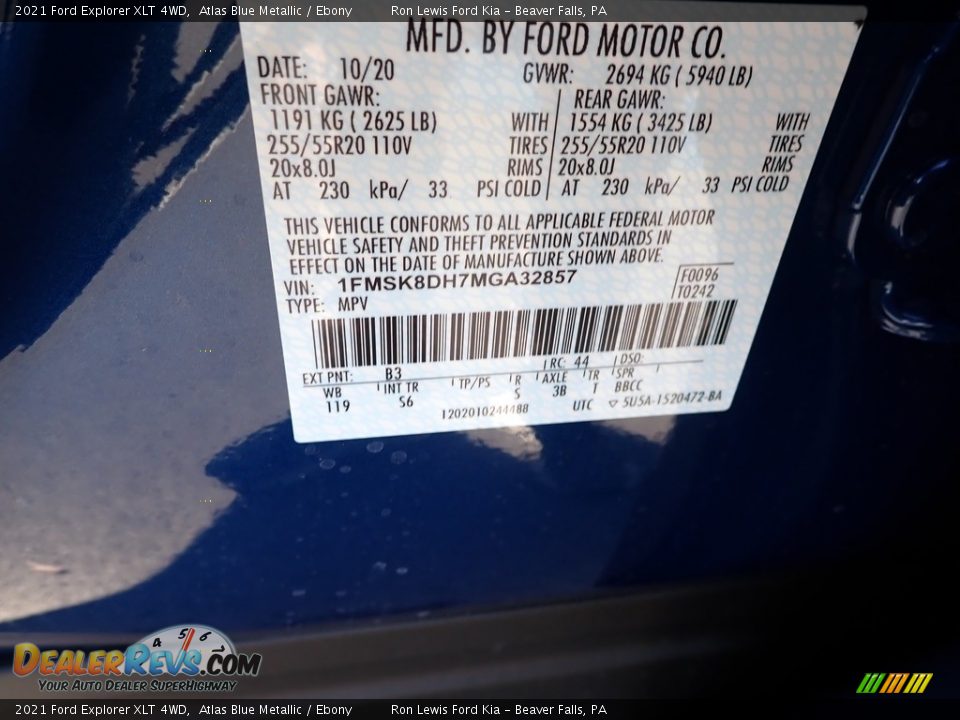 2021 Ford Explorer XLT 4WD, Atlas Blue Metallic / Ebony Ron Lewis Ford Kia – Beaver Falls, PA
MFD. BY FORD MOTOR CO.
DATE: 10/20 GVWR: 2694 KG ( 5940 LB)
FRONT GAWR: REAR GAWR:
1191 KG ( 2625 LB) WITH 1554 KG ( 3425 LB) WITH
255/55R20 110V TIRES 255/55R20 110V TIRES
20x8.0J RIMS 20x8.0J RIMS
AT 230 kPa/ 33 PSI COLD AT 230 kPa/ 33 PSI COLD
THIS VEHICLE CONFORMS TO ALL APPLICABLE FEDERAL MOTOR
VEHICLE SAFETY AND THEFT PREVENTION STANDARDS IN
EFFECT ON THE DATE OF MANUFACTURE SHOWN ABOVE.
VIN: 1FMSK8DH7MGA32857 F0096
TYPE: MPV T0242
EXT PNT: B3 RC: 44 DSO:
WB INT TR TP/PS R AXLE TR SPR
119 S6 S 3B T BBCC
1202010244488 UTC ▽ 5U5A-1520472-BA
4 5 6 7
DEALERREVS.COM
YOUR AUTO DEALER SUPERHIGHWAY
2021 Ford Explorer XLT 4WD, Atlas Blue Metallic / Ebony Ron Lewis Ford Kia – Beaver Falls, PA